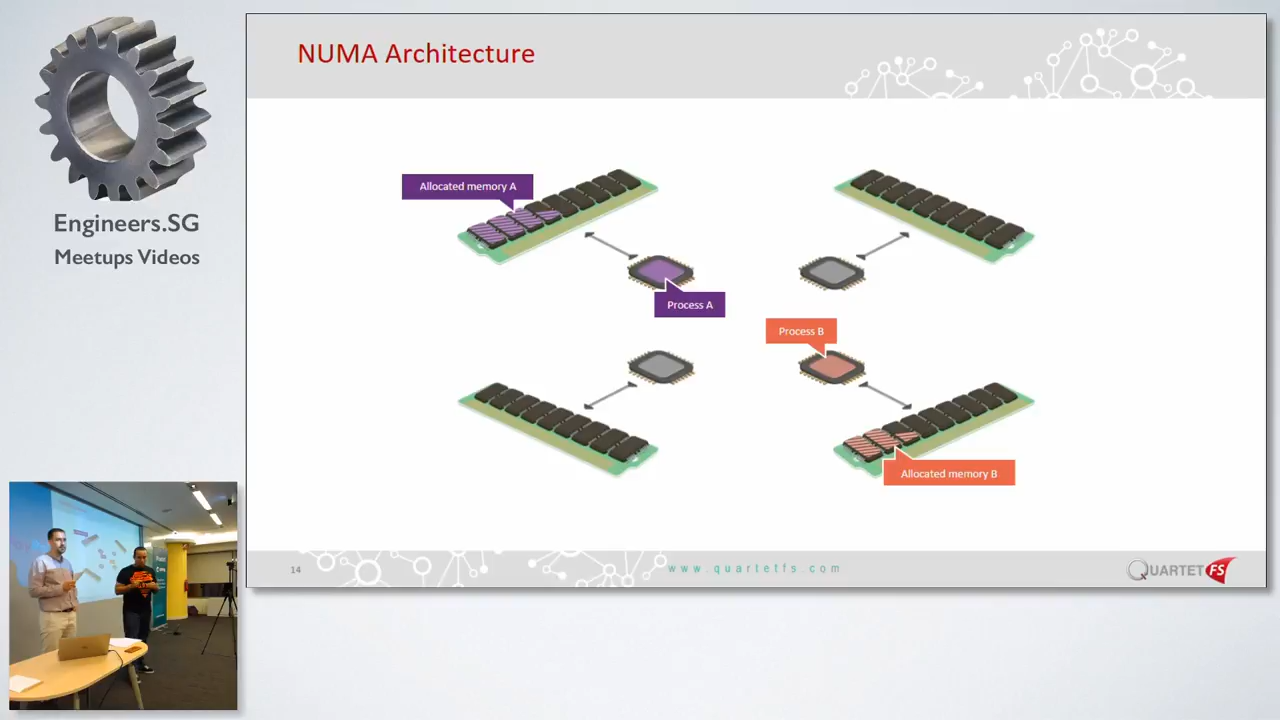 NUMA Architecture
Engineers.SG
Meetups Videos
Allocated memory A
Process A
Process B
Allocated memory B
14
www.quartetfs.com
QUARTET FS